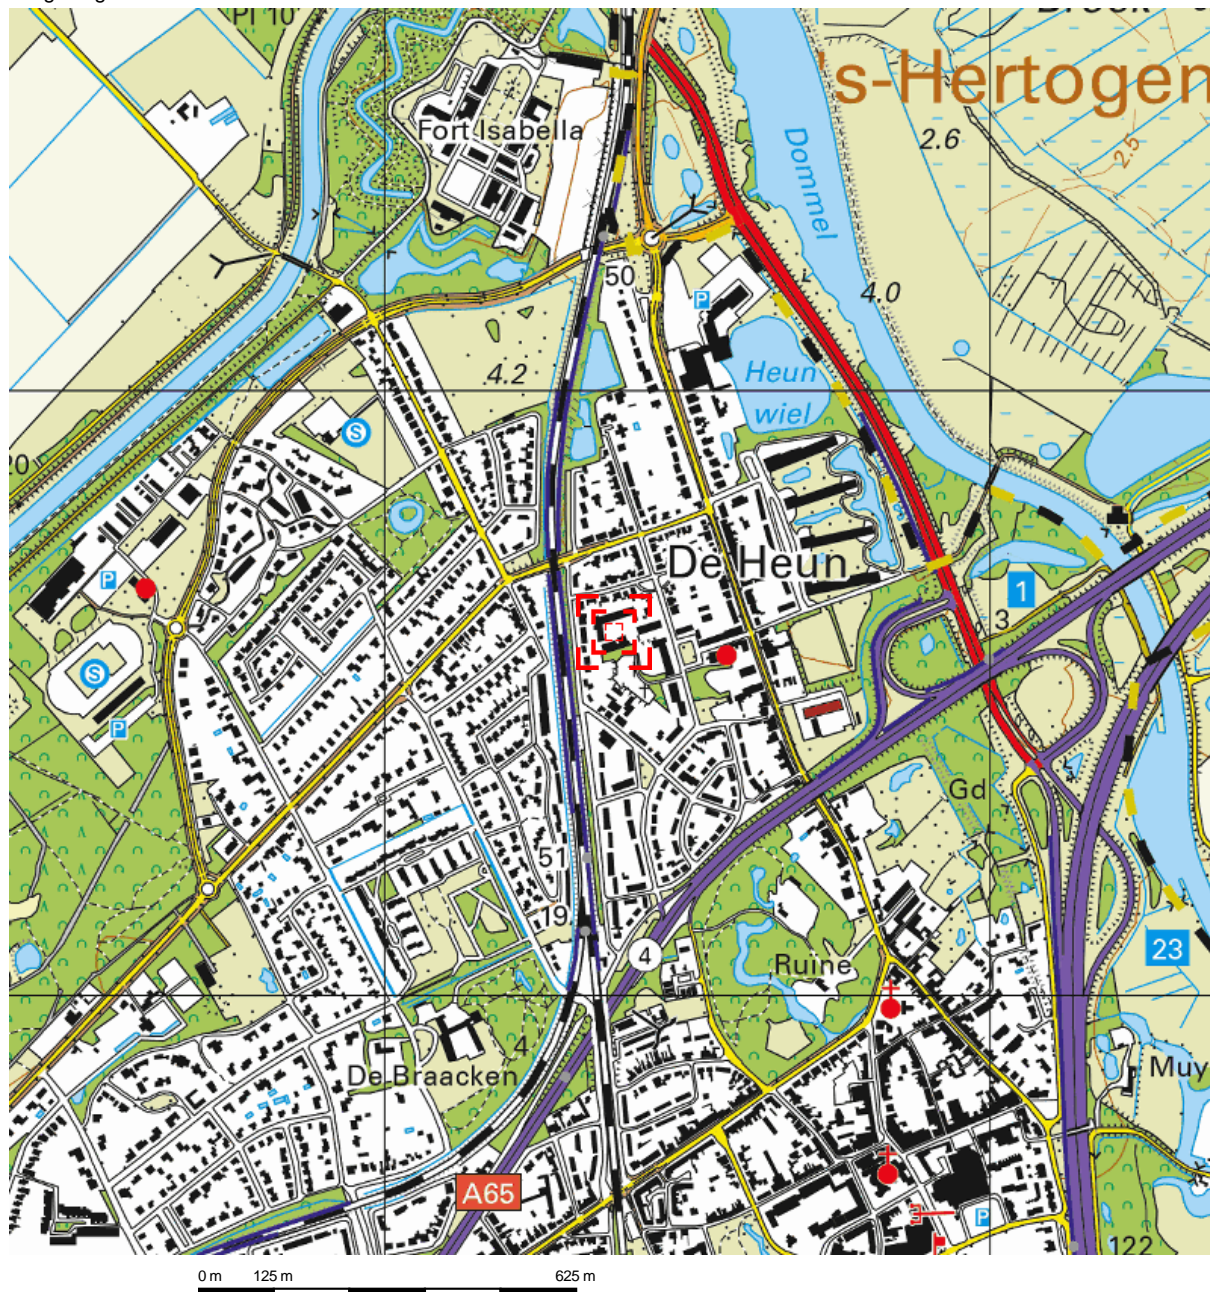 Pl 10
's-Hertogen
Fort Isabella
Dommel
2.6
2.5
50
P
4.0
Heun
wiel
4.2
S
De Heun
P
1
3
S
P
Gd
51
19
4
Ruine
23
4
De Braacken
Muy
A65
P
122
0 m 125 m 625 m